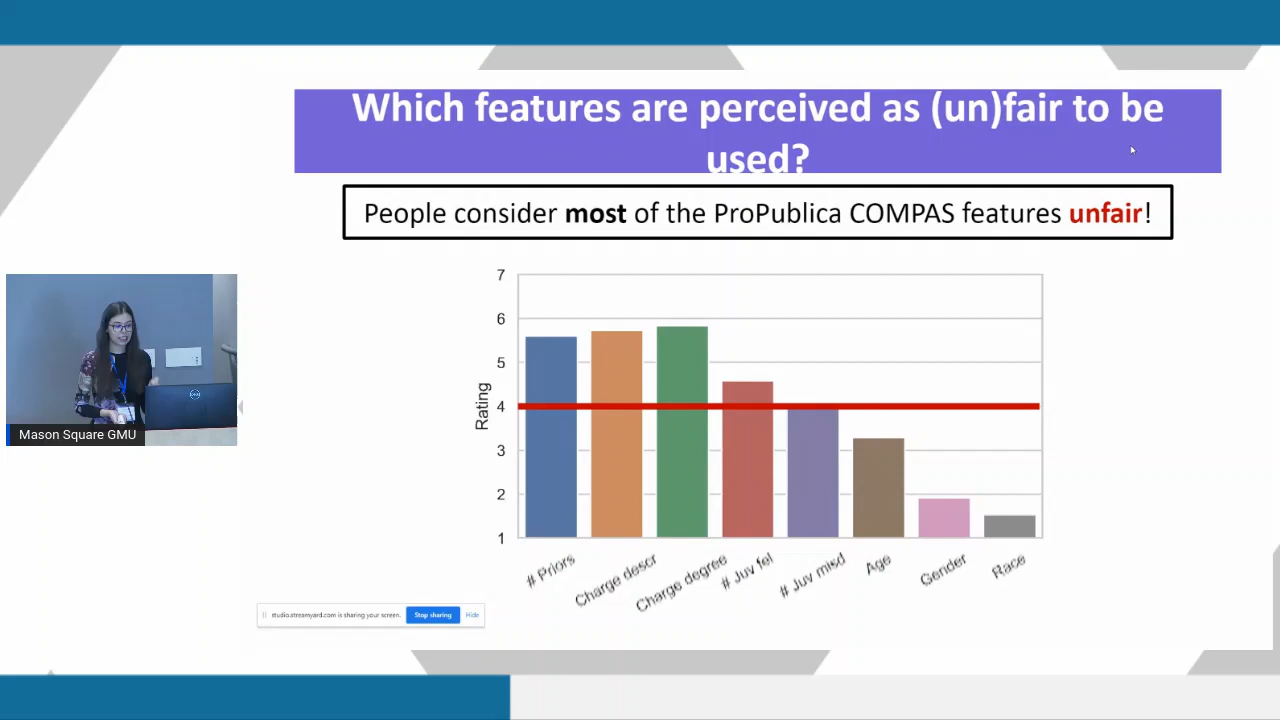 Which features are perceived as (un)fair to be
used?
People consider most of the ProPublica COMPAS features unfair!
7
6
5
4
3
2
1
Rating
# Priors
Charge descr
Charge degree
# Juv fel
# Juv misd
Age
Gender
Race
Mason Square GMU
studio.streamyard.com is sharing your screen.
Stop sharing
Hide